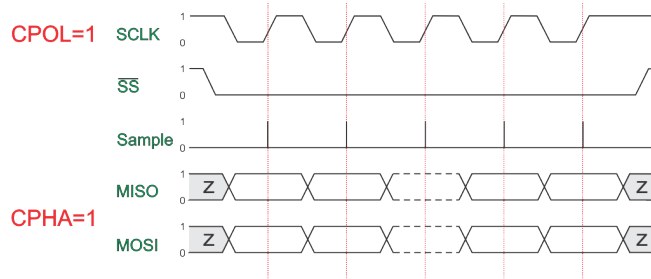 CPOL=1 SCLK 1
0
SS 1
0
Sample 1
0
MISO 1 Z Z
0
CPHA=1
MOSI 1 Z Z
0